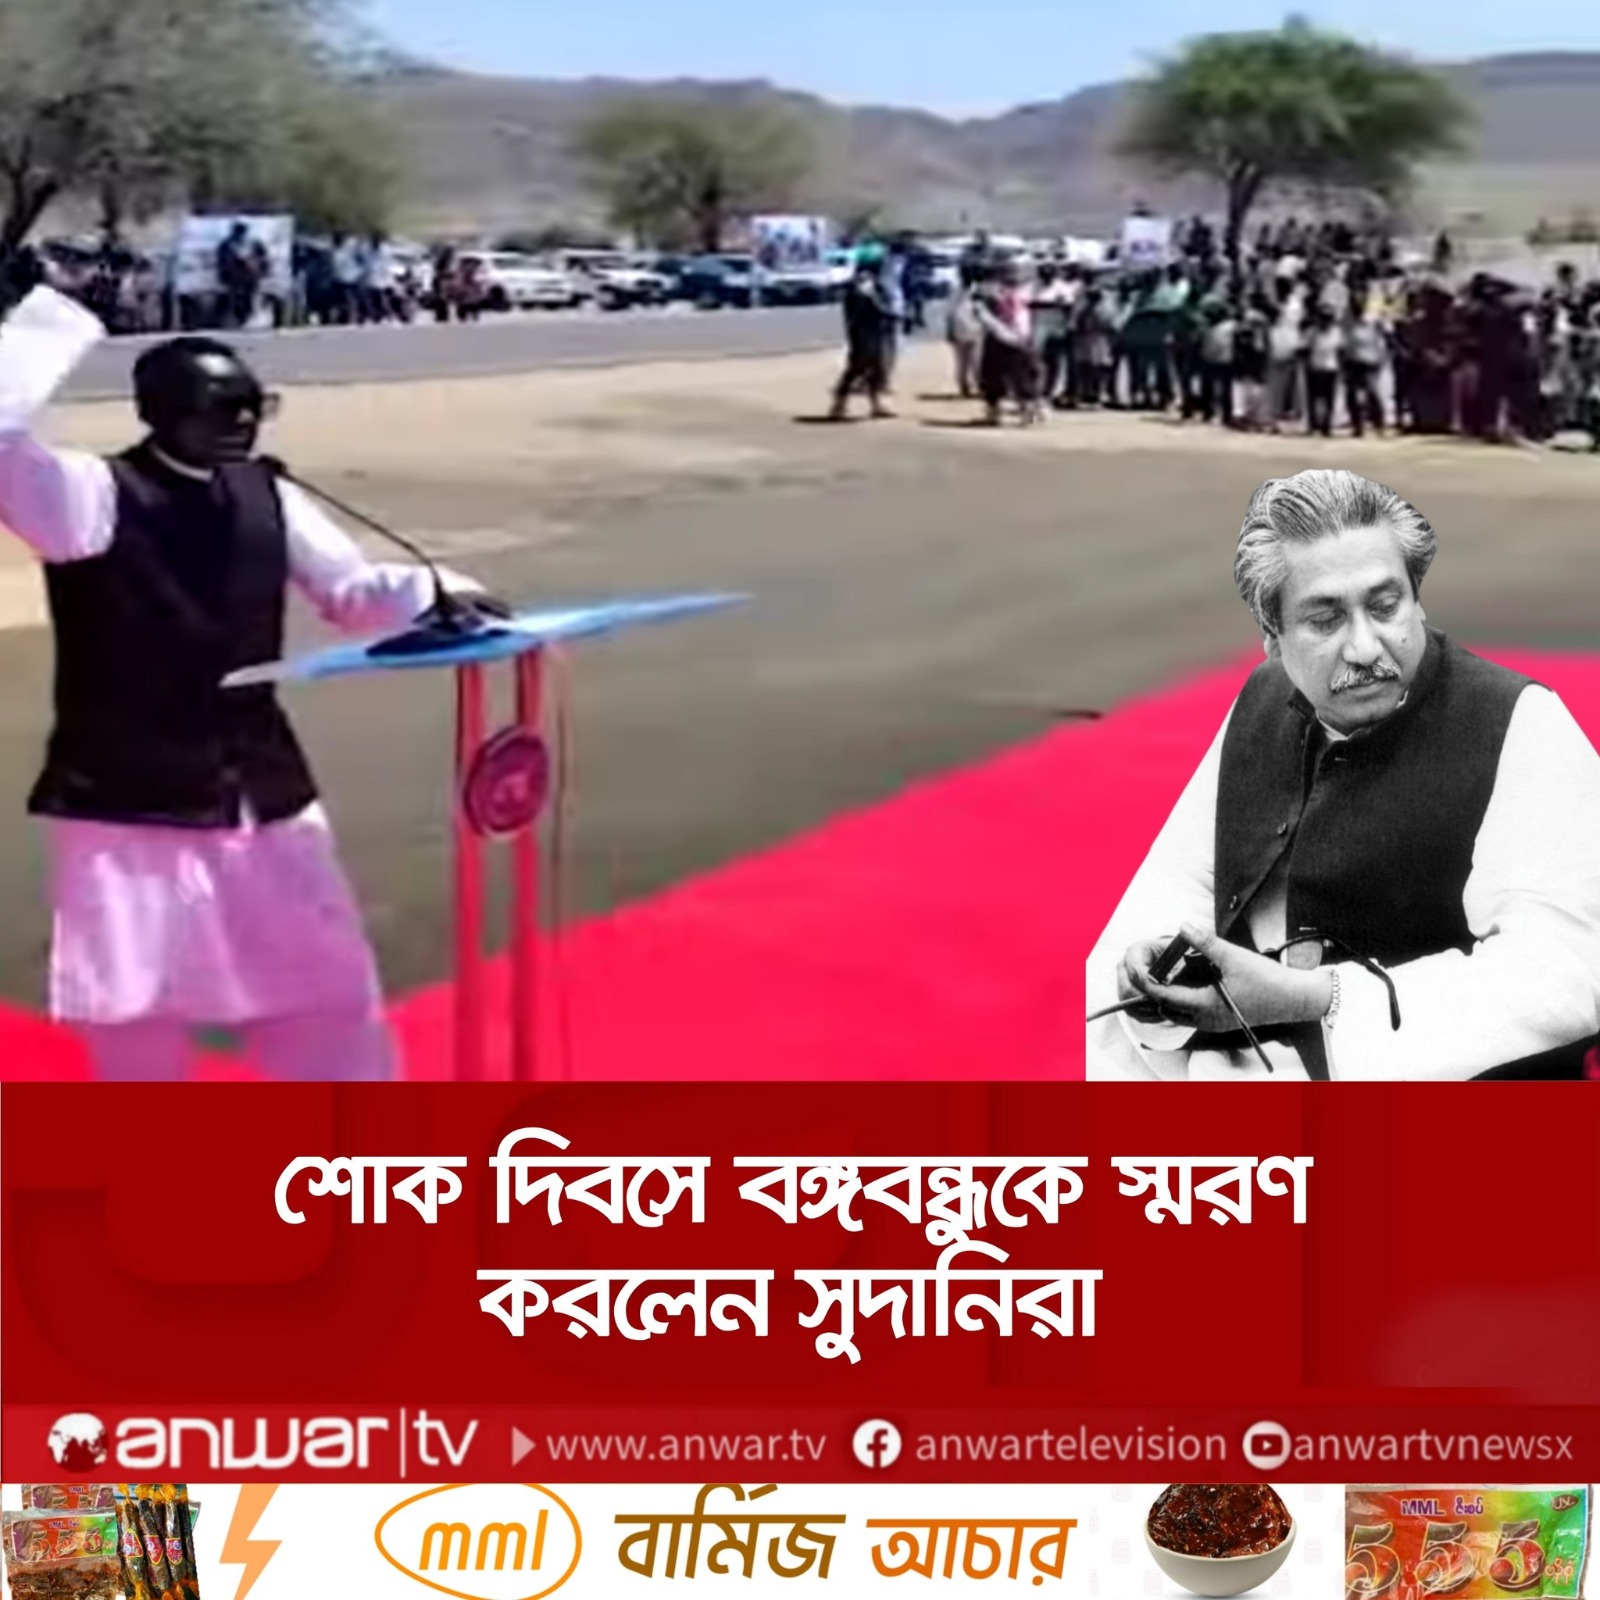 শোক দিবসে বঙ্গবন্ধুকে স্মরণ
করলেন সুদানিরা
anwar|tv www.anwar.tv anwartelevision anwartvnewsx
mml বার্মিজ আচার
MML
555